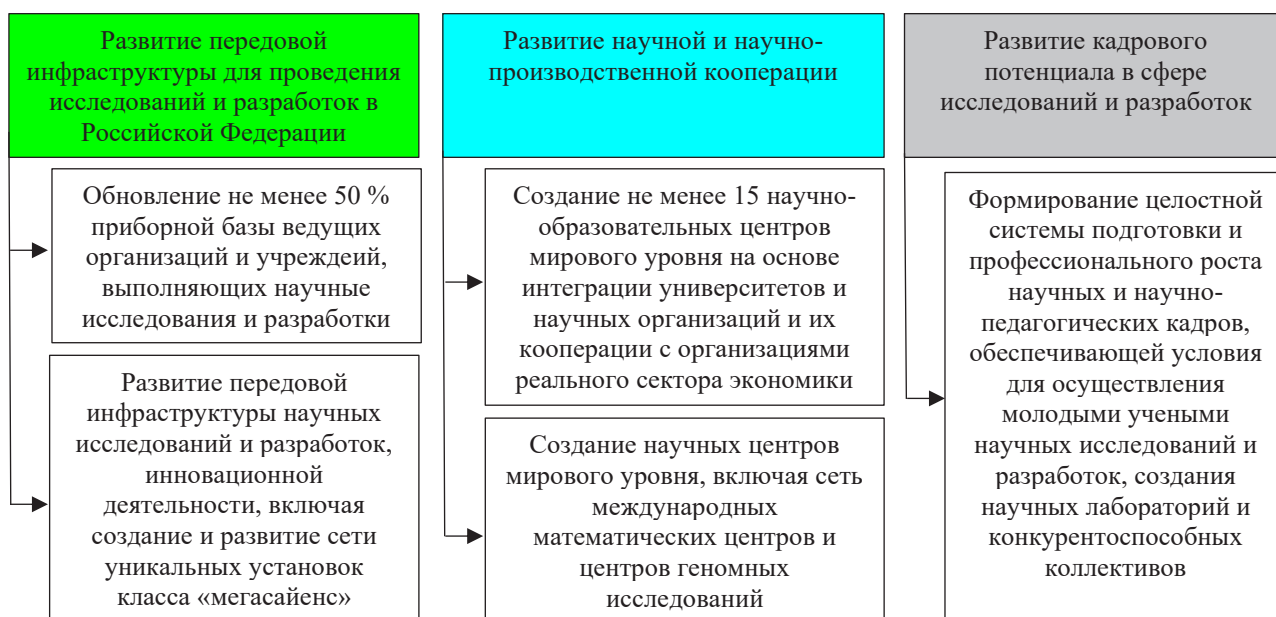 Развитие передовой
инфраструктуры для проведения
исследований и разработок в
Российской Федерации
Обновление не менее 50 %
приборной базы ведущих
организаций и учреждеий,
выполняющих научные
исследования и разработки
Развитие передовой
инфраструктуры научных
исследований и разработок,
инновационной
деятельности, включая
создание и развитие сети
уникальных установок
класса «мегасайенс»
Развитие научной и научно-
производственной кооперации
Создание не менее 15 научно-
образовательных центров
мирового уровня на основе
интеграции университетов и
научных организаций и их
кооперации с организациями
реального сектора экономики
Создание научных центров
мирового уровня, включая сеть
международных
математических центров и
центров геномных
исследований
Развитие кадрового
потенциала в сфере
исследований и разработок
Формирование целостной
системы подготовки и
профессионального роста
научных и научно-
педагогических кадров,
обеспечивающей условия
для осуществления
молодыми учеными
научных исследований и
разработок, создания
научных лабораторий и
конкурентоспособных
коллективов